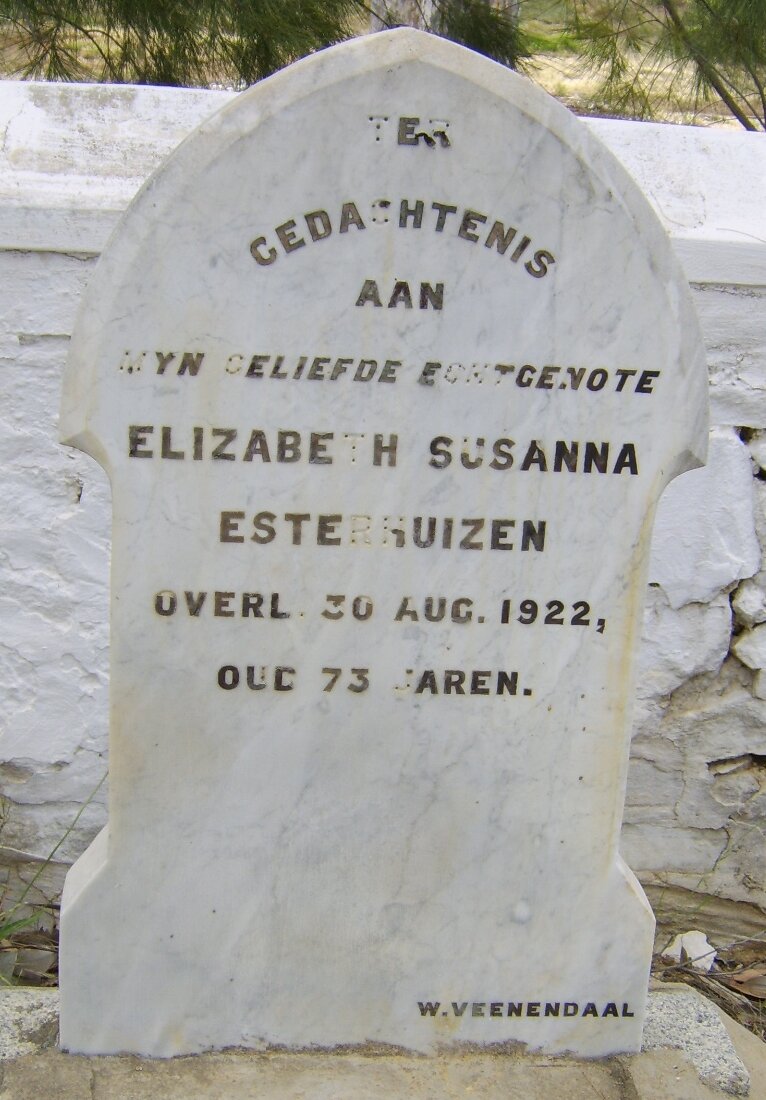 TER
GEDACHTENIS
AAN
MYN GELIEFDE ECHTGENOTE
ELIZABETH SUSANNA
ESTERHUIZEN
OVERL. 30 AUG. 1922,
OUD 73 JAREN.
W. VEENENDAAL